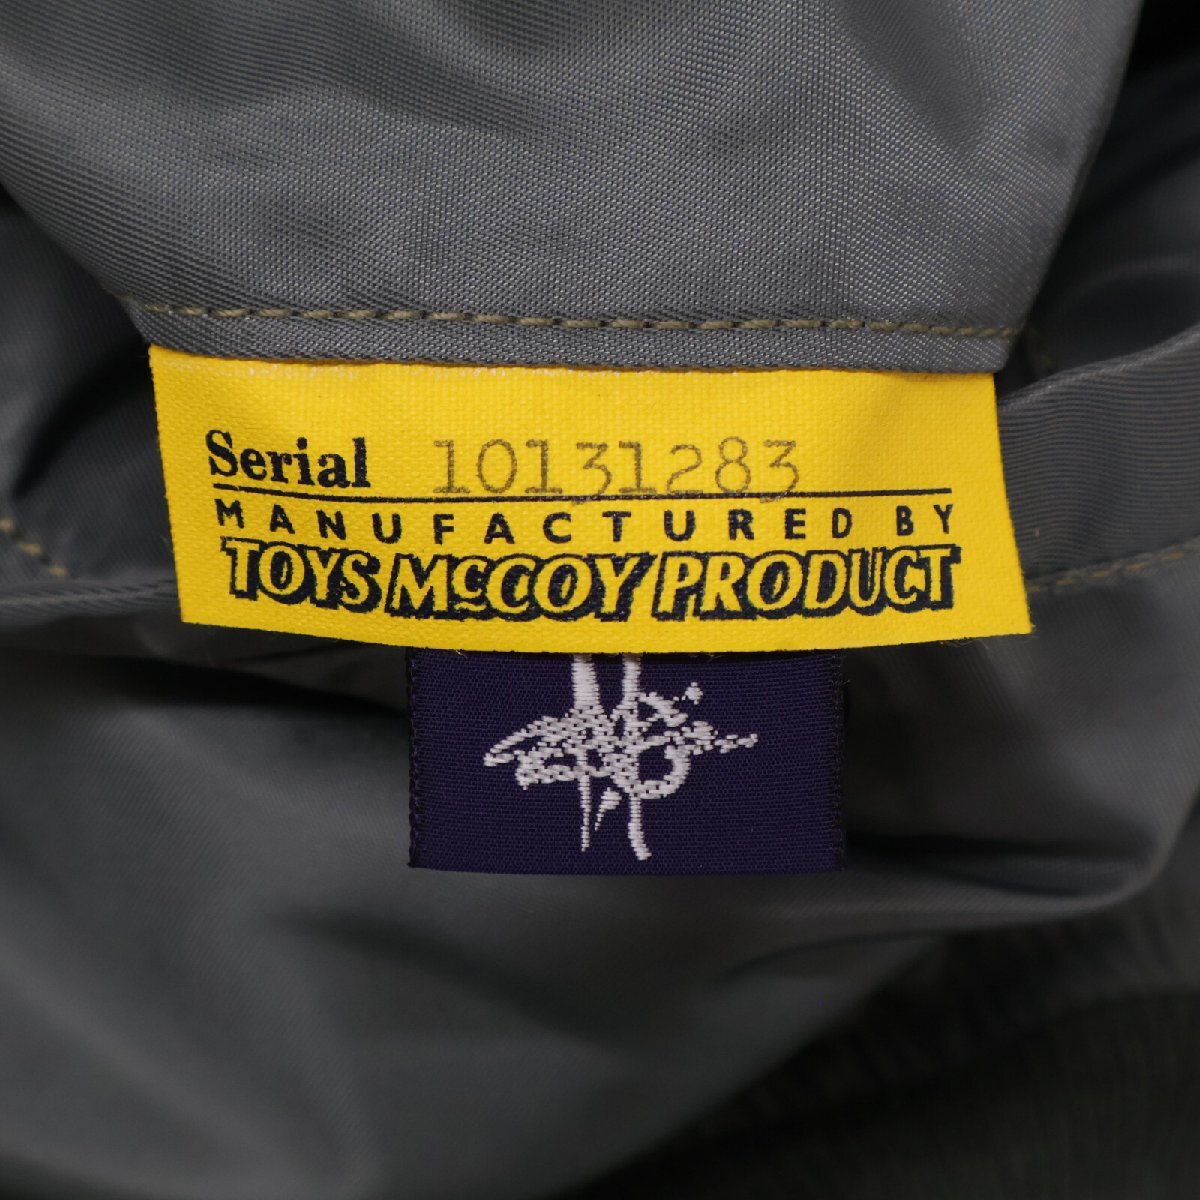 Serial 10131283
MANUFACTURED BY
TOYS McCOY PRODUCT